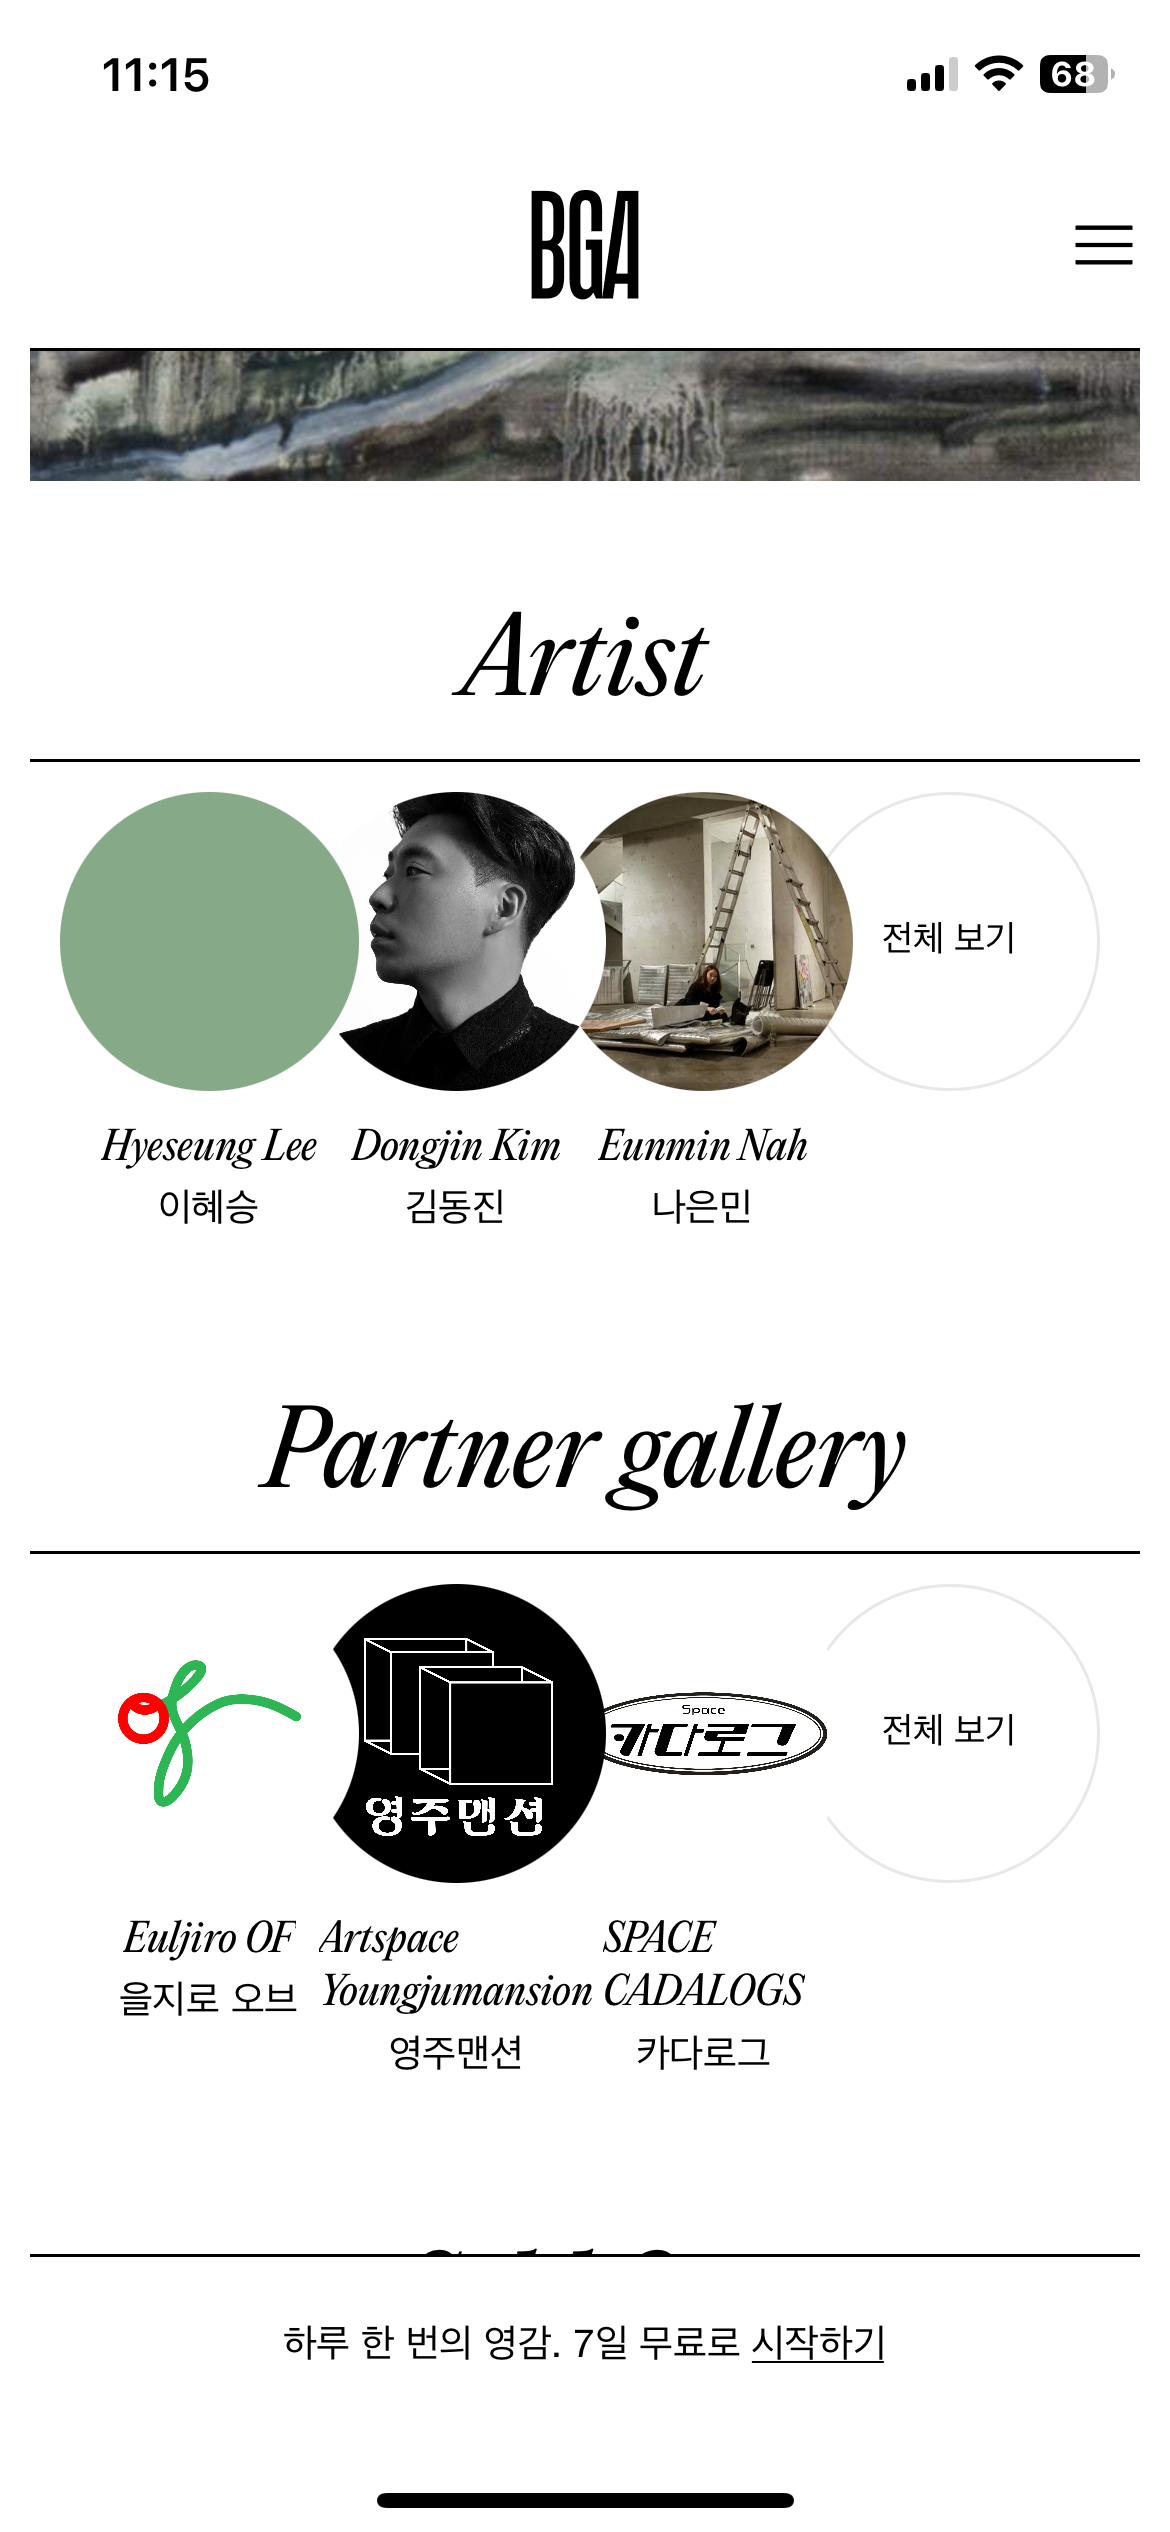 11:15
68
BGA
Artist
전체 보기
Hyeseung Lee
Dongjin Kim
Eunmin Nah
이혜승
김동진
나은민
Partner gallery
영주맨션
Space
카다로그
전체 보기
Euljiro OF
을지로 오브
Artspace
Youngjumansion
영주맨션
SPACE
CADALOGS
카다로그
하루 한 번의 영감. 7일 무료로 시작하기